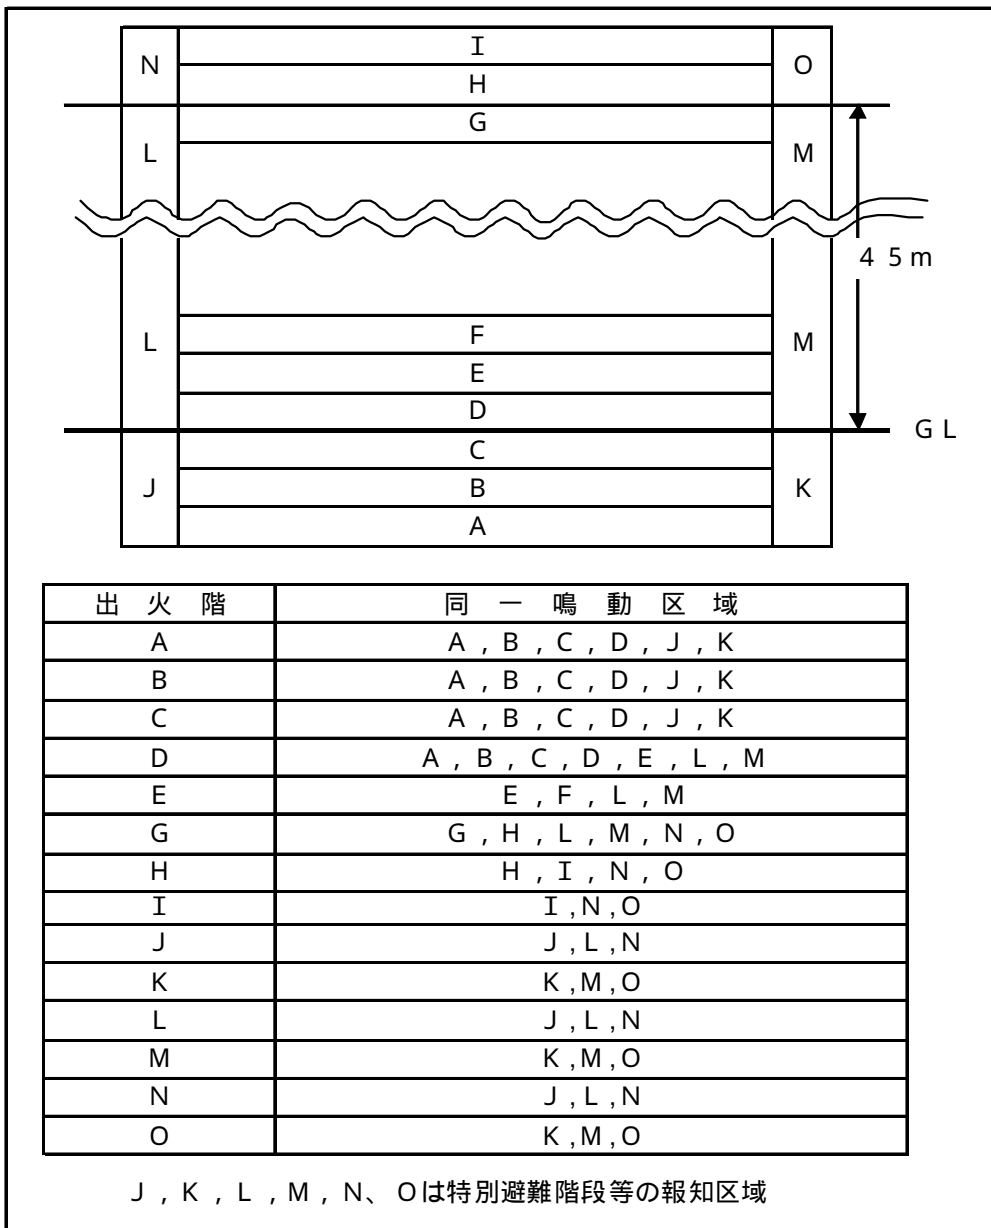 I
N O
H
G
L M
４５m
F
L M
E
D
GL
C
J B K
A
出火階 同一鳴動区域
A A，B，C，D，J，K
B A，B，C，D，J，K
C A，B，C，D，J，K
D A，B，C，D，E，L，M
E E，F，L，M
G G，H，L，M，N，O
H H，I，N，O
I I,N,O
J J,L,N
K K,M,O
L J,L,N
M K,M,O
N J,L,N
O K,M,O
J，K，L，M，N、Oは特別避難階段等の報知区域